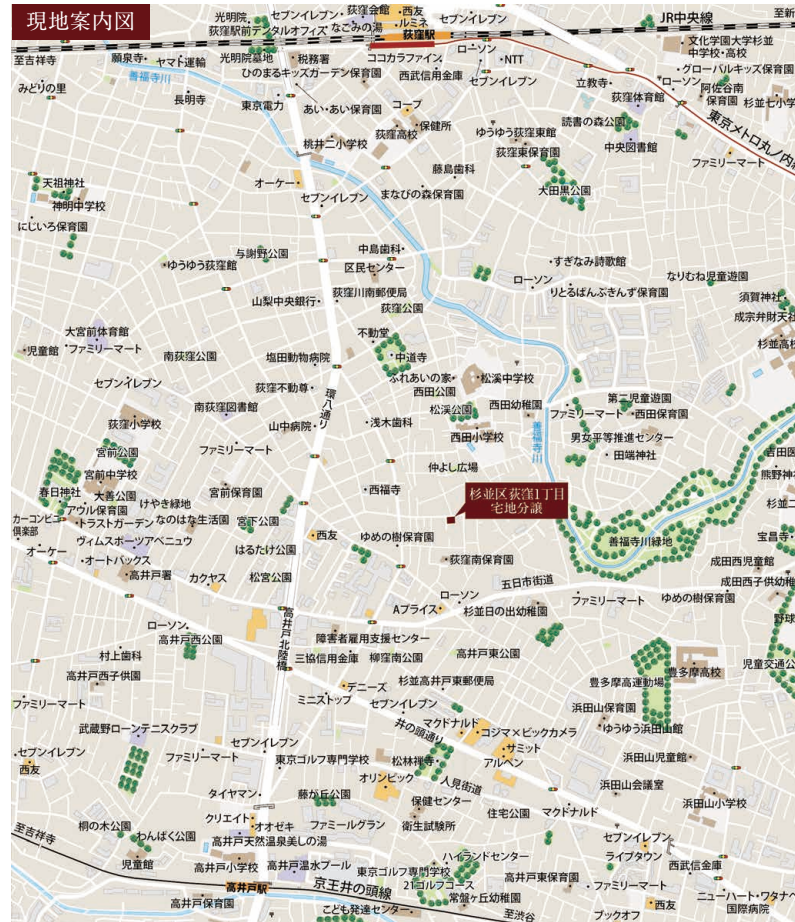 現地案内図
光明院
セブンイレブン
荻窪会館
西友
セブンイレブン
JR中央線
至新
荻窪駅前デンタルオフィス
なごみの湯
ルミネ
荻窪駅
至吉祥寺
願泉寺
ヤマト運輸
光明院墓地
税務署
ココカラファイン
ローソン
NTT
文化学園大学杉並
中学校・高校
グローバルキッズ保育園
ひのまるキッズガーデン保育園
西武信用金庫
セブンイレブン
立教寺
ローソン
阿佐谷南
保育園
みどりの里
善福寺川
長明寺
東京電力
あい・あい保育園
コープ
荻窪体育館
杉並七小学
荻窪高校
保健所
ゆうゆう荻窪東館
読書の森公園
東京メトロ丸ノ内
桃井二小学校
荻窪東保育園
中央図書館
ファミリーマート
藤島歯科
天祖神社
オーケー
神明中学校
セブンイレブン
まなびの森保育園
大田黒公園
にじいろ保育園
与謝野公園
中島歯科
ゆうゆう荻窪館
区民センター
すぎなみ詩歌館
ローソン
なりむね児童遊園
りとるぱんぷきんず保育園
山梨中央銀行
荻窪川南郵便局
須賀神社
荻窪公園
成宗弁財天社
大宮前体育館
不動堂
杉並高校
児童館
ファミリーマート
南荻窪公園
塩田動物病院
中道寺
セブンイレブン
荻窪不動尊
環八通り
ふれあいの家
松溪中学校
西田公園
南荻窪図書館
松溪公園
西田幼稚園
第二児童遊園
荻窪小学校
山中病院
浅木歯科
ファミリーマート
西田保育園
西田小学校
善福寺川
男女平等推進センター
宮前公園
ファミリーマート
田端神社
吉田医
宮前中学校
仲よし広場
熊野神
春日神社
大善公園
宮前保育園
西福寺
杉並区荻窪1丁目
宅地分譲
アウル保育園
けやき緑地
杉並二
カーコンビニ
倶楽部
トラストガーデン
なのはな生活園
宮下公園
西友
ゆめの樹保育園
善福寺川緑地
宝昌寺
オーケー
ヴィムスポーツアベニュウ
はるたけ公園
成田西児童館
オートバックス
荻窪南保育園
高井戸署
カクヤス
松宮公園
五日市街道
成田西子供幼稚
ローソン
ファミリーマート
ゆめの樹保育園
Aプライス
杉並日の出幼稚園
野球
ローソン
高井戸北陸橋
高井戸西公園
障害者雇用支援センター
村上歯科
三協信用金庫
柳窪南公園
高井戸東公園
豊多摩高校
児童交通公
高井戸西子供園
デニーズ
杉並高井戸東郵便局
豊多摩高運動場
ファミリーマート
ミニストップ
セブンイレブン
浜田山保育園
武蔵野ローンテニスクラブ
井の頭通り
マクドナルド
コジマ×ビックカメラ
ゆうゆう浜田山館
セブンイレブン
セブンイレブン
サミット
ファミリーマート
東京ゴルフ専門学校
松林禅寺
アルペン
浜田山児童館
西友
オリンピック
人見街道
浜田山会議室
タイヤマン
藤が丘公園
保健センター
住宅公園
マクドナルド
浜田山小学校
クリエイト
桐の木公園
オオゼキ
ファミールグラン
衛生試験所
至吉祥寺
わんぱく公園
高井戸天然温泉美しの湯
セブンイレブン
児童館
ハイランドセンター
ライブタウン
高井戸小学校
高井戸温水プール
東京ゴルフ専門学校
21ゴルフコース
高井戸東保育園
西武信用金庫
高井戸駅
京王井の頭線
常盤ヶ丘幼稚園
ファミリーマート
ニューハート・ワタナベ
国際病院
高井戸保育園
こども発達センター
至渋谷
ブックオフ
西友